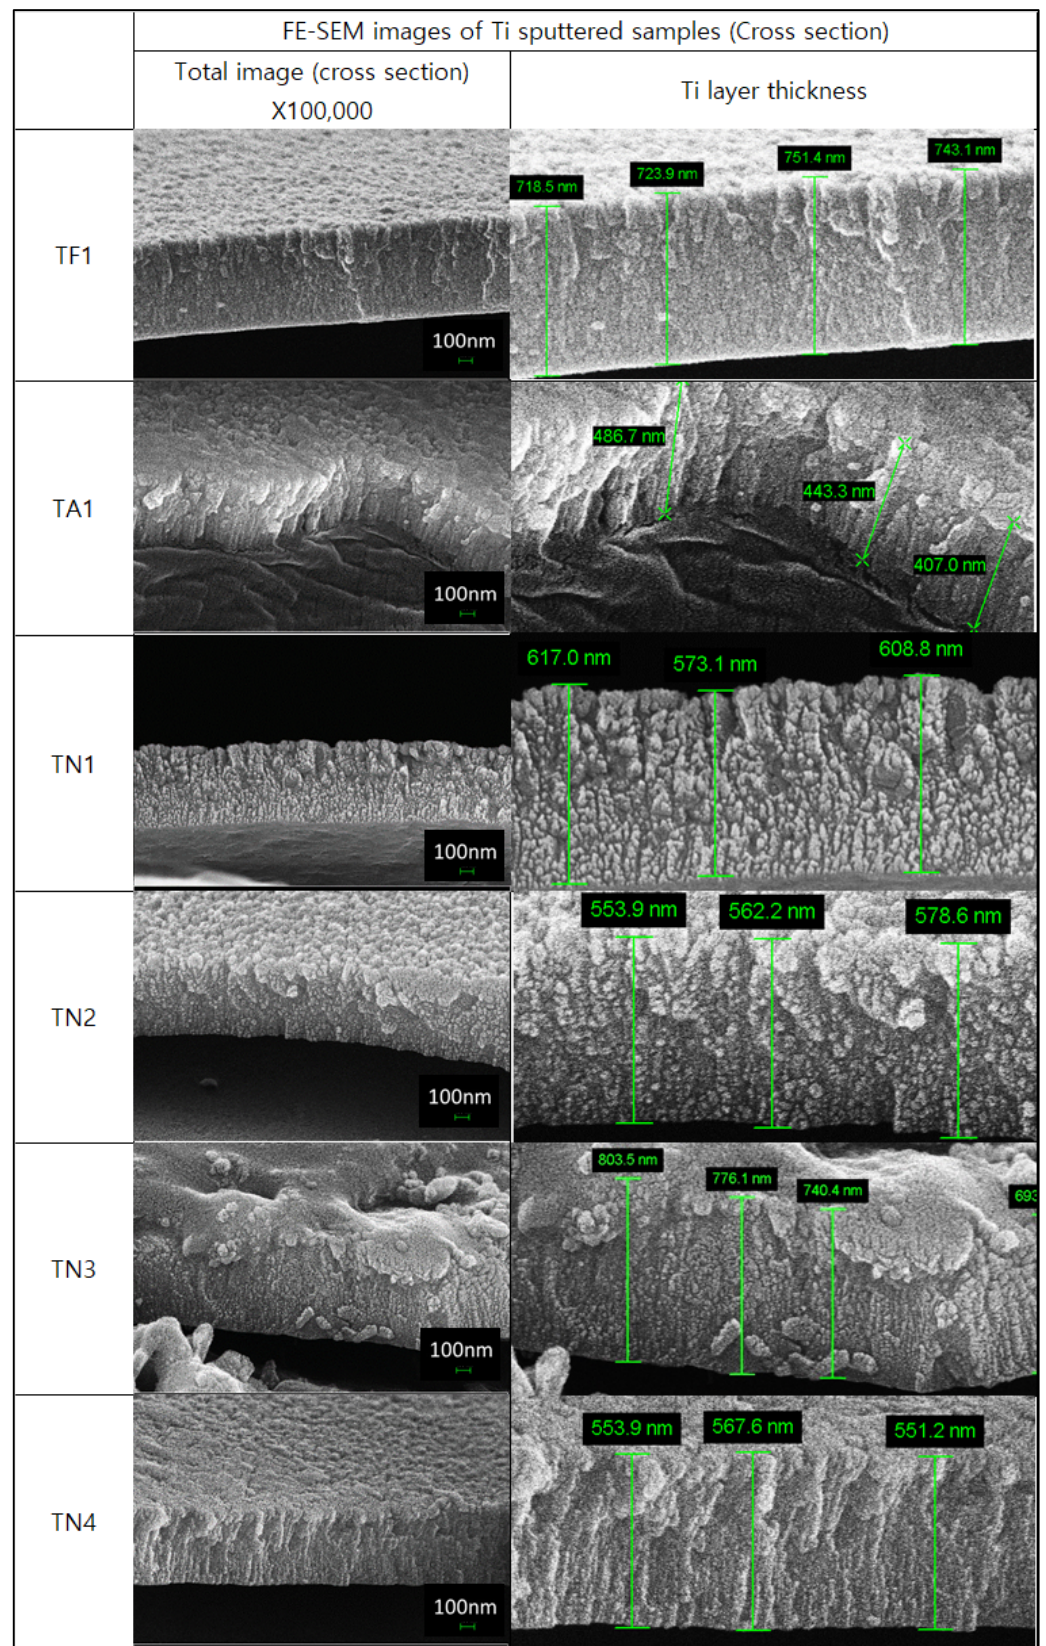 FE-SEM images of Ti sputtered samples (Cross section)
Total image (cross section)
X100,000
Ti layer thickness
TF1
100nm
718.5 nm
723.9 nm
751.4 nm
743.1 nm
TA1
100nm
486.7 nm
443.3 nm
407.0 nm
TN1
100nm
617.0 nm
573.1 nm
608.8 nm
TN2
100nm
553.9 nm
562.2 nm
578.6 nm
TN3
100nm
803.5 nm
776.1 nm
740.4 nm
693
TN4
100nm
553.9 nm
567.6 nm
551.2 nm